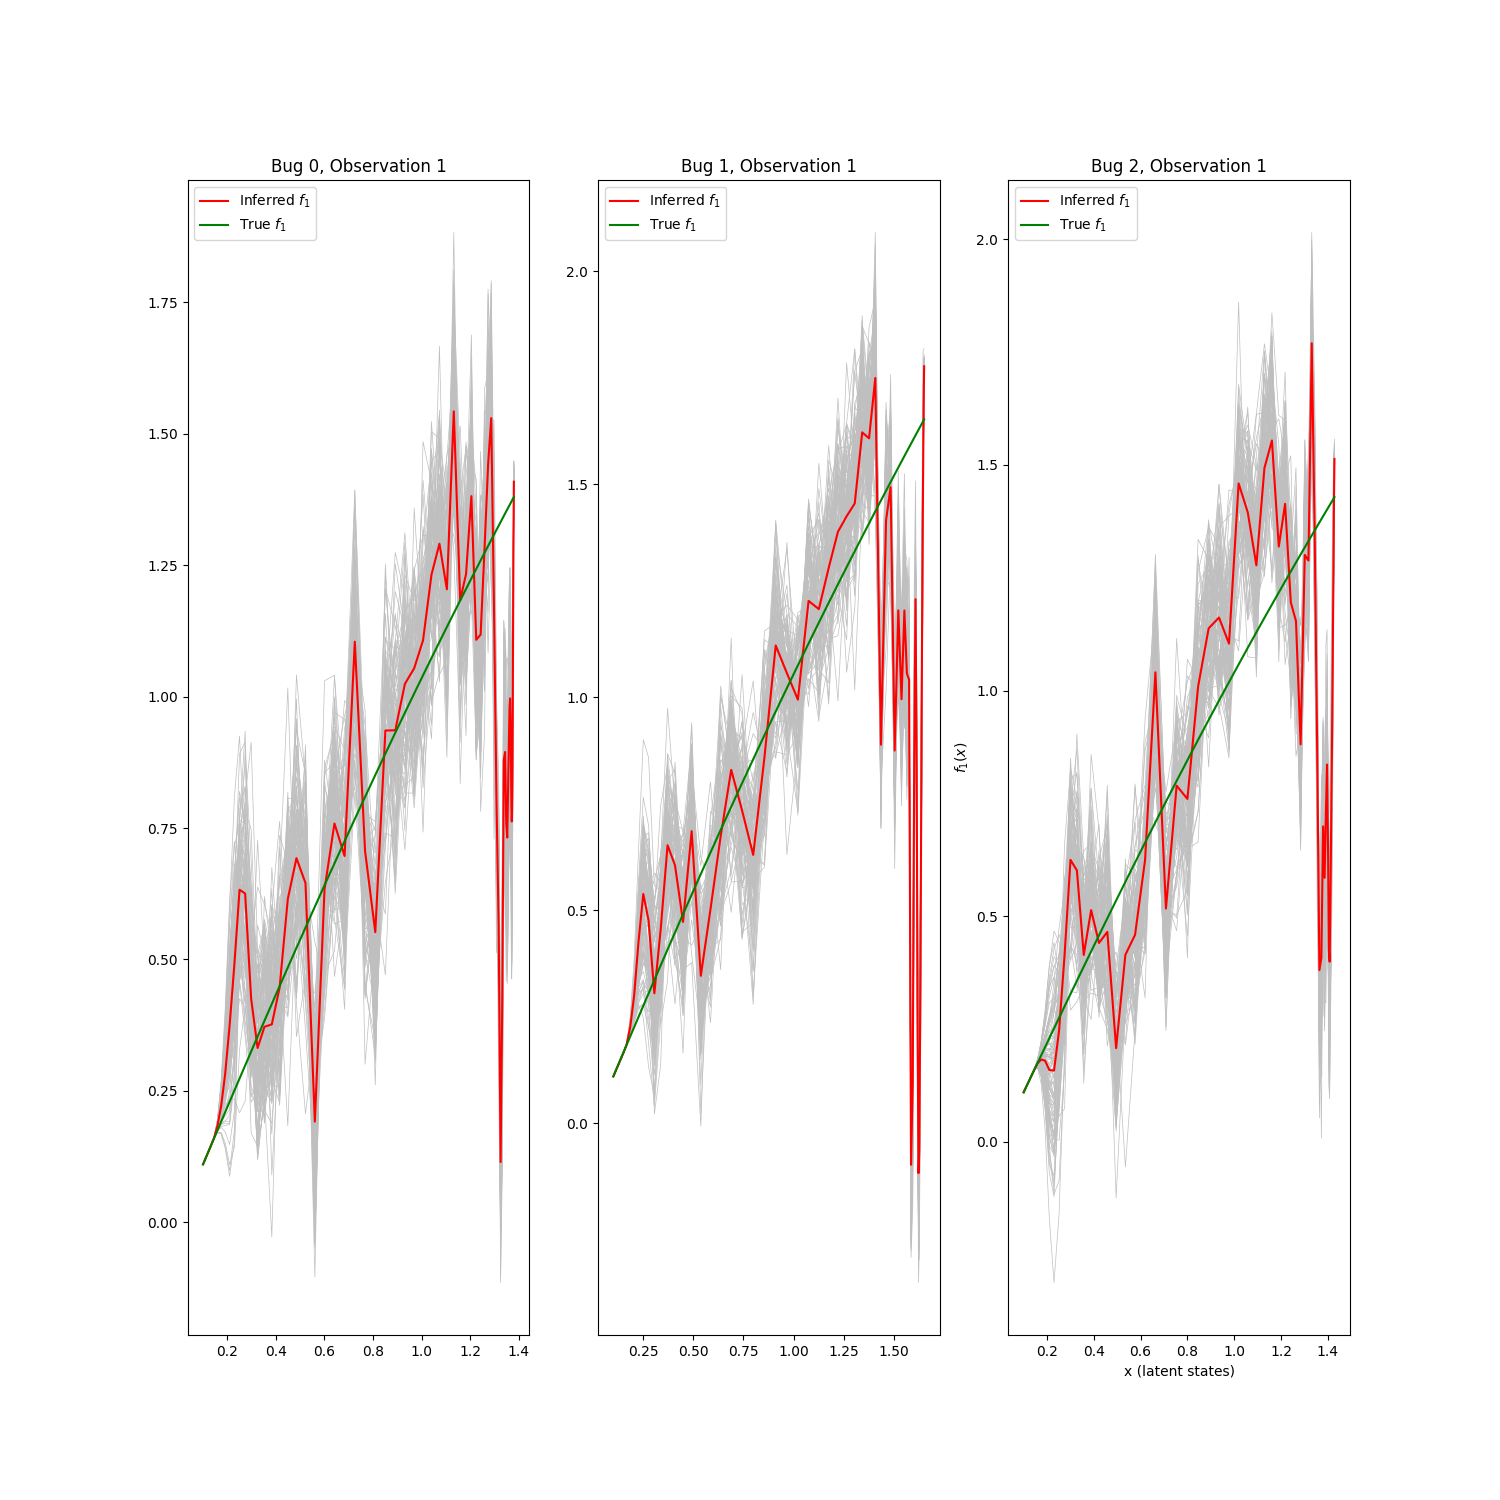 Bug 0, Observation 1
Inferred f₁
True f₁
1.75
1.50
1.25
1.00
0.75
0.50
0.25
0.00
0.2 0.4 0.6 0.8 1.0 1.2 1.4
Bug 1, Observation 1
Inferred f₁
True f₁
2.0
1.5
1.0
0.5
0.0
0.25 0.50 0.75 1.00 1.25 1.50
Bug 2, Observation 1
Inferred f₁
True f₁
f₁(x)
2.0
1.5
1.0
0.5
0.0
0.2 0.4 0.6 0.8 1.0 1.2 1.4
x (latent states)